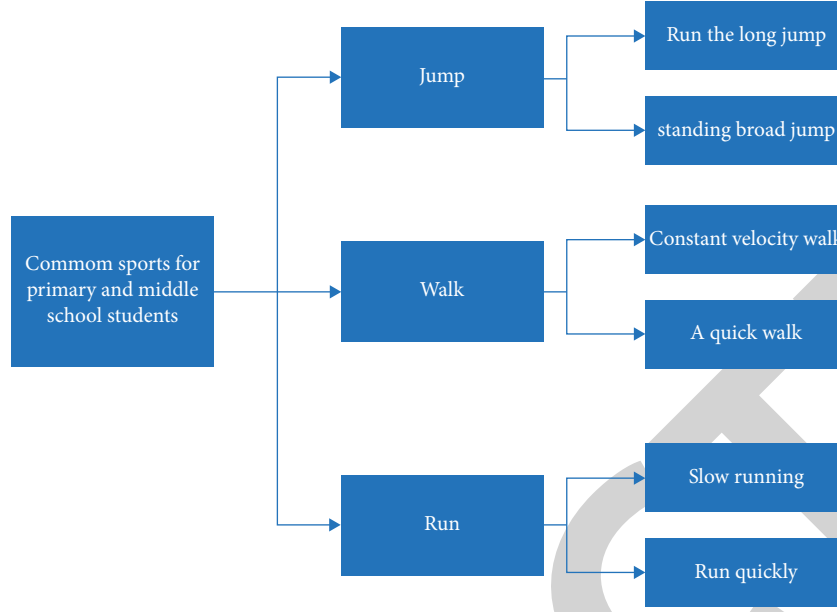 Commom sports for
primary and middle
school students
Jump
Run the long jump
standing broad jump
Walk
Constant velocity walk
A quick walk
Run
Slow running
Run quickly